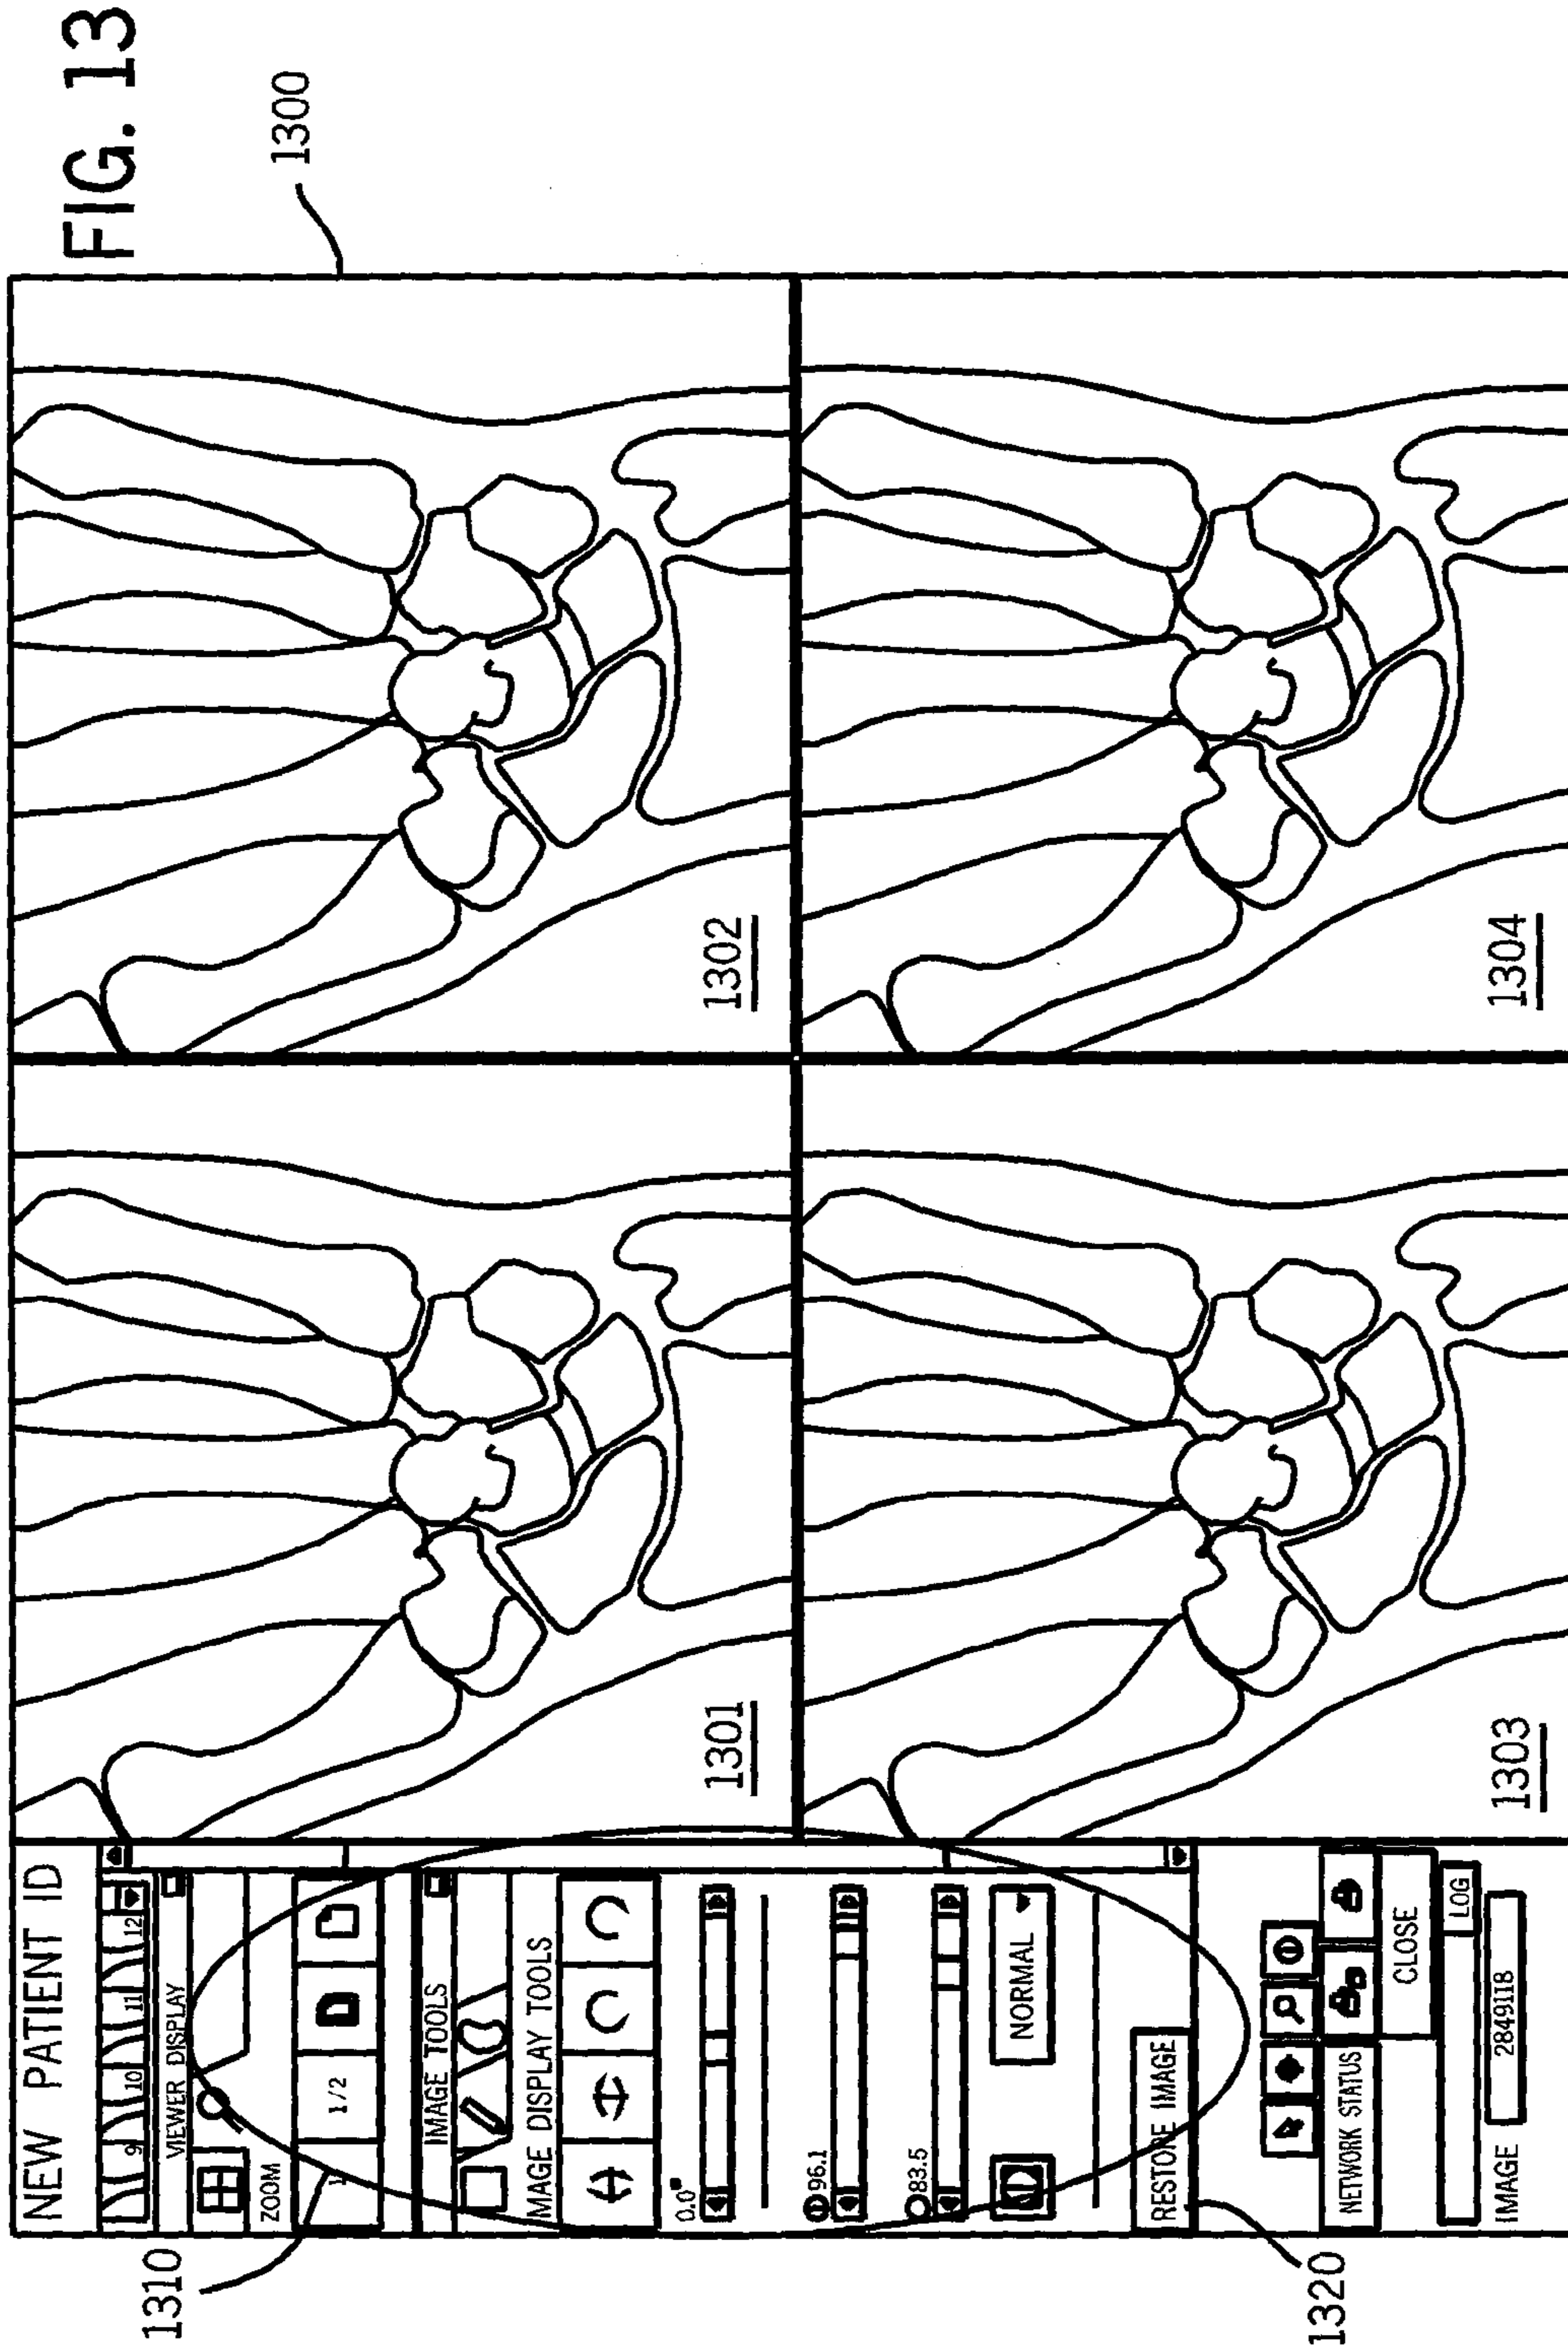 FIG. 13
1300
NEW PATIENT ID
9 10 11 12
VIEWER DISPLAY
ZOOM
1/2
IMAGE TOOLS
IMAGE DISPLAY TOOLS
0.0°
96.1
83.5
NORMAL
RESTORE IMAGE
NETWORK STATUS
CLOSE
LOG
IMAGE 2849118
1310
1320
1301
1302
1303
1304